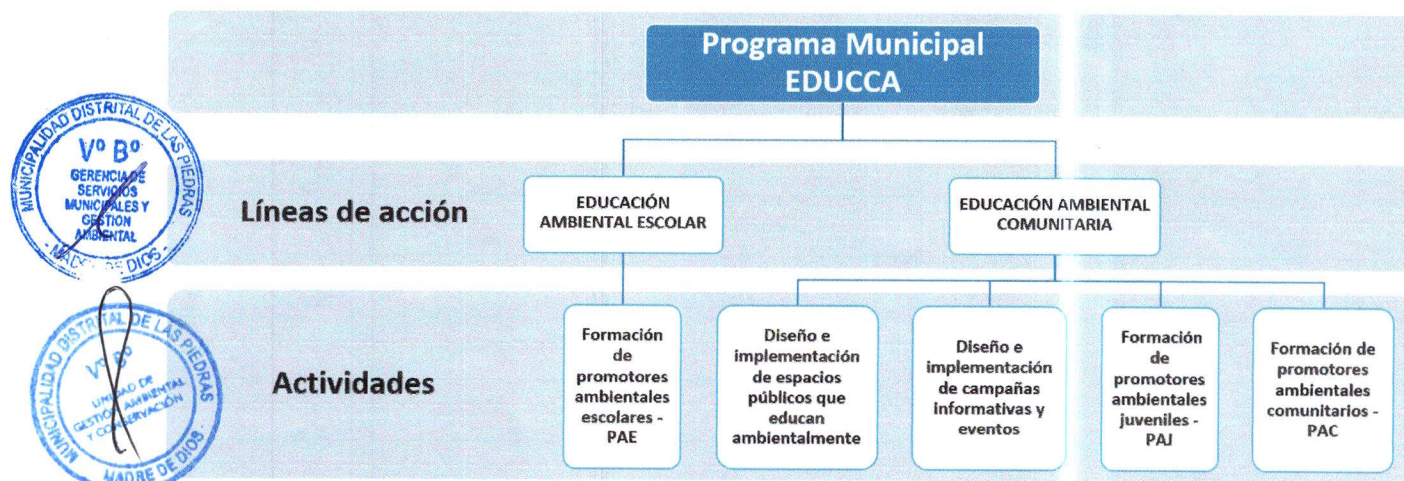 Programa Municipal
EDUCCA
MUNICIPALIDAD DISTRITAL DE LAS PIEDRAS
Vº Bº
GERENCIA DE
SERVICIOS
MUNICIPALES Y
GESTION
AMBIENTAL
DIOS -
Líneas de acción
EDUCACIÓN
AMBIENTAL ESCOLAR
EDUCACIÓN AMBIENTAL
COMUNITARIA
MUNICIPALIDAD DISTRITAL DE LAS PIEDRAS
Vº Bº
UNIDAD DE
GESTIÓN AMBIENTAL
Y CONSERVACIÓN
MADRE DE DIOS -
Actividades
Formación
de
promotores
ambientales
escolares -
PAE
Diseño e
implementación
de espacios
públicos que
educan
ambientalmente
Diseño e
implementación
de campañas
informativas y
eventos
Formación
de
promotores
ambientales
juveniles -
PAJ
Formación de
promotores
ambientales
comunitarios -
PAC